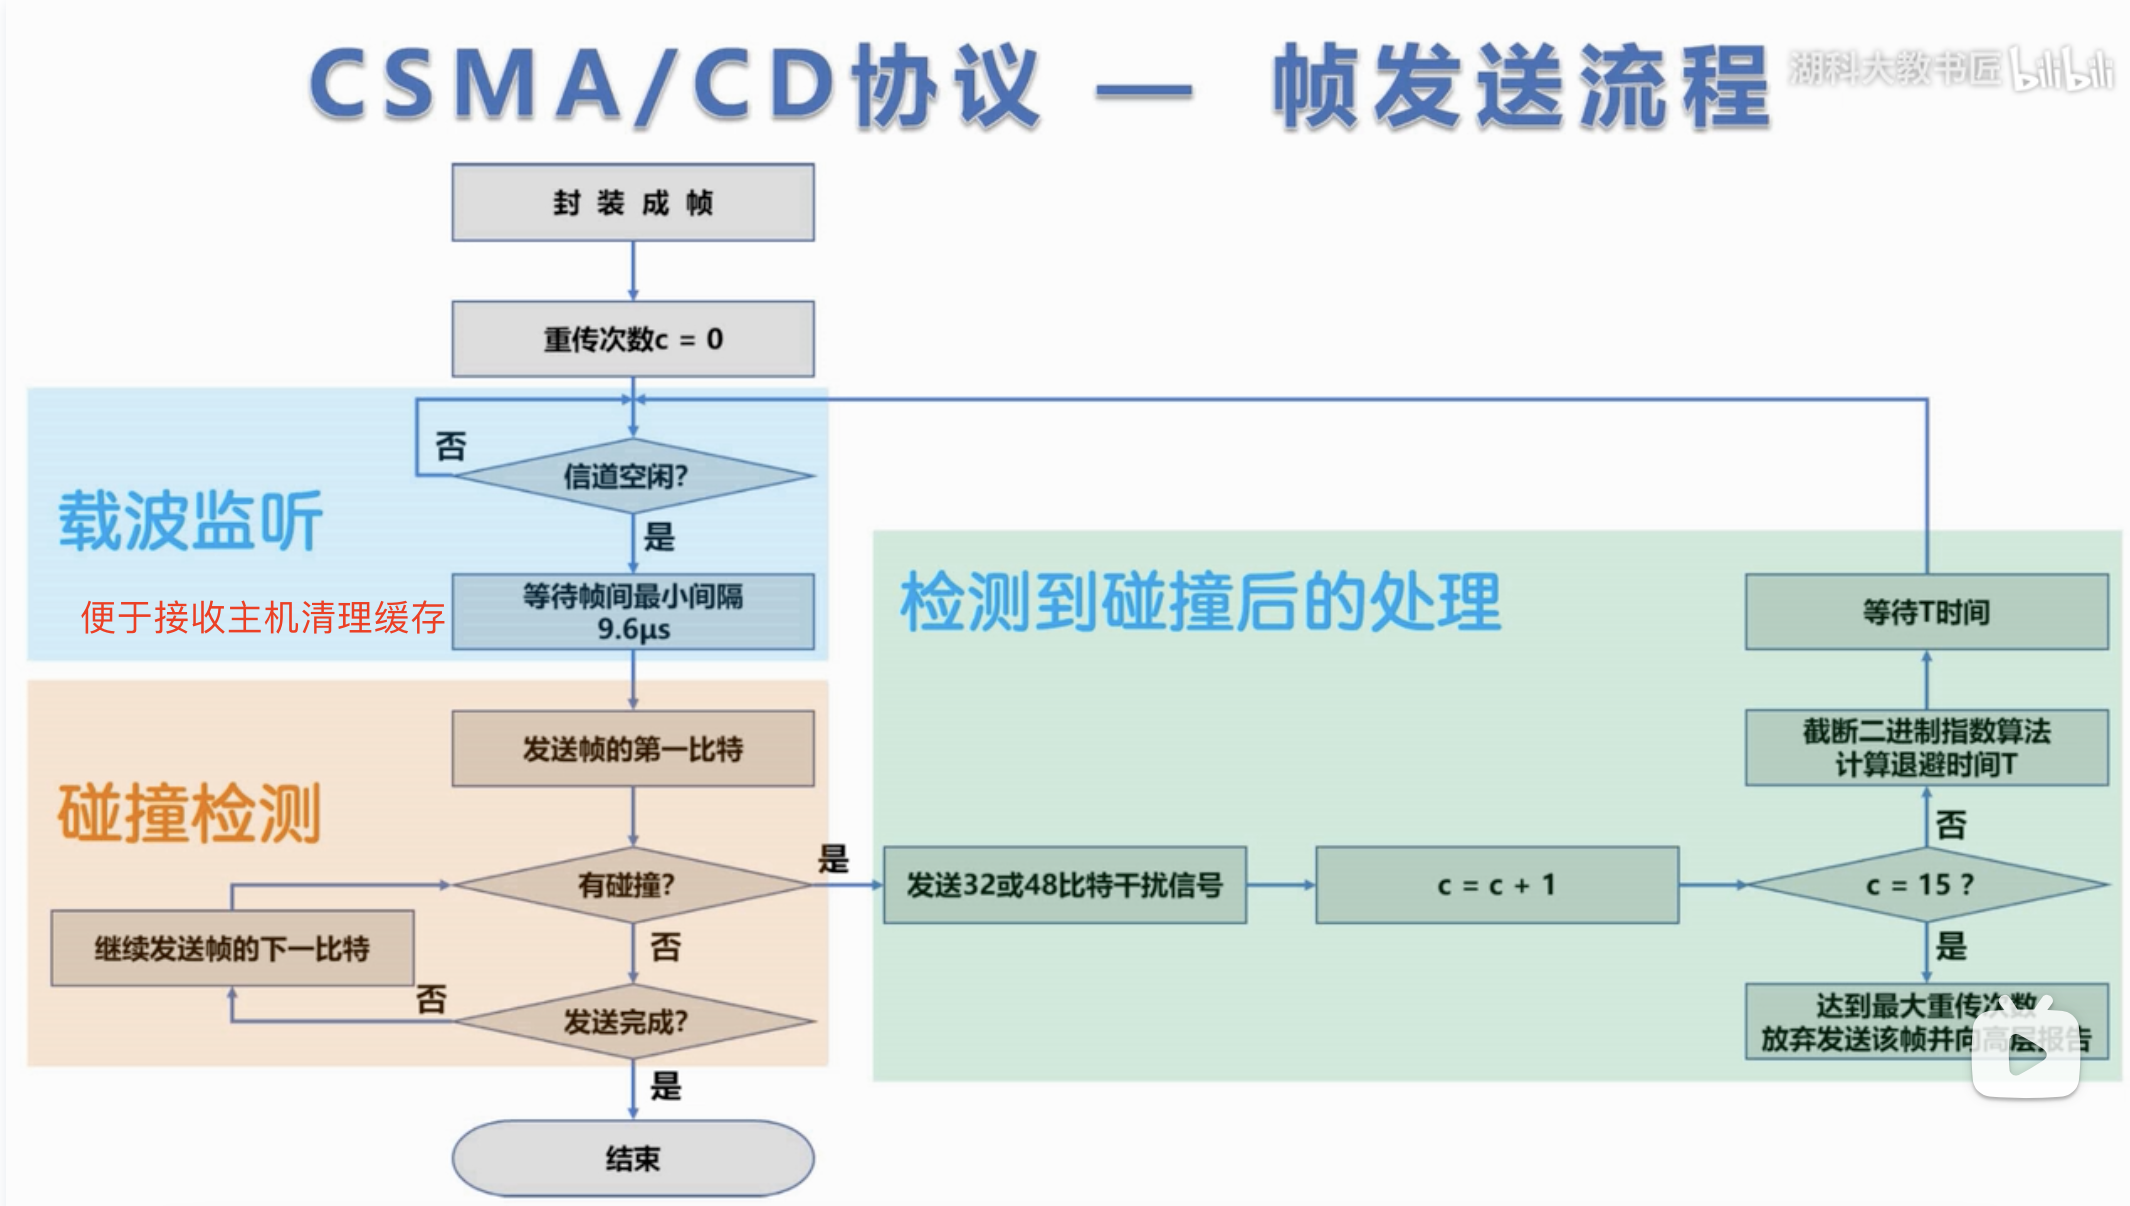 CSMA/CD协议 — 帧发送流程
湖科大教书匠 bilibili
封装成帧
重传次数c = 0
否
信道空闲?
是
载波监听
便于接收主机清理缓存
等待帧间最小间隔
9.6μs
发送帧的第一比特
碰撞检测
有碰撞?
是
否
继续发送帧的下一比特
否
发送完成?
是
结束
检测到碰撞后的处理
发送32或48比特干扰信号
c = c + 1
c = 15 ?
否
截断二进制指数算法
计算退避时间T
等待T时间
是
达到最大重传次数
放弃发送该帧并向高层报告